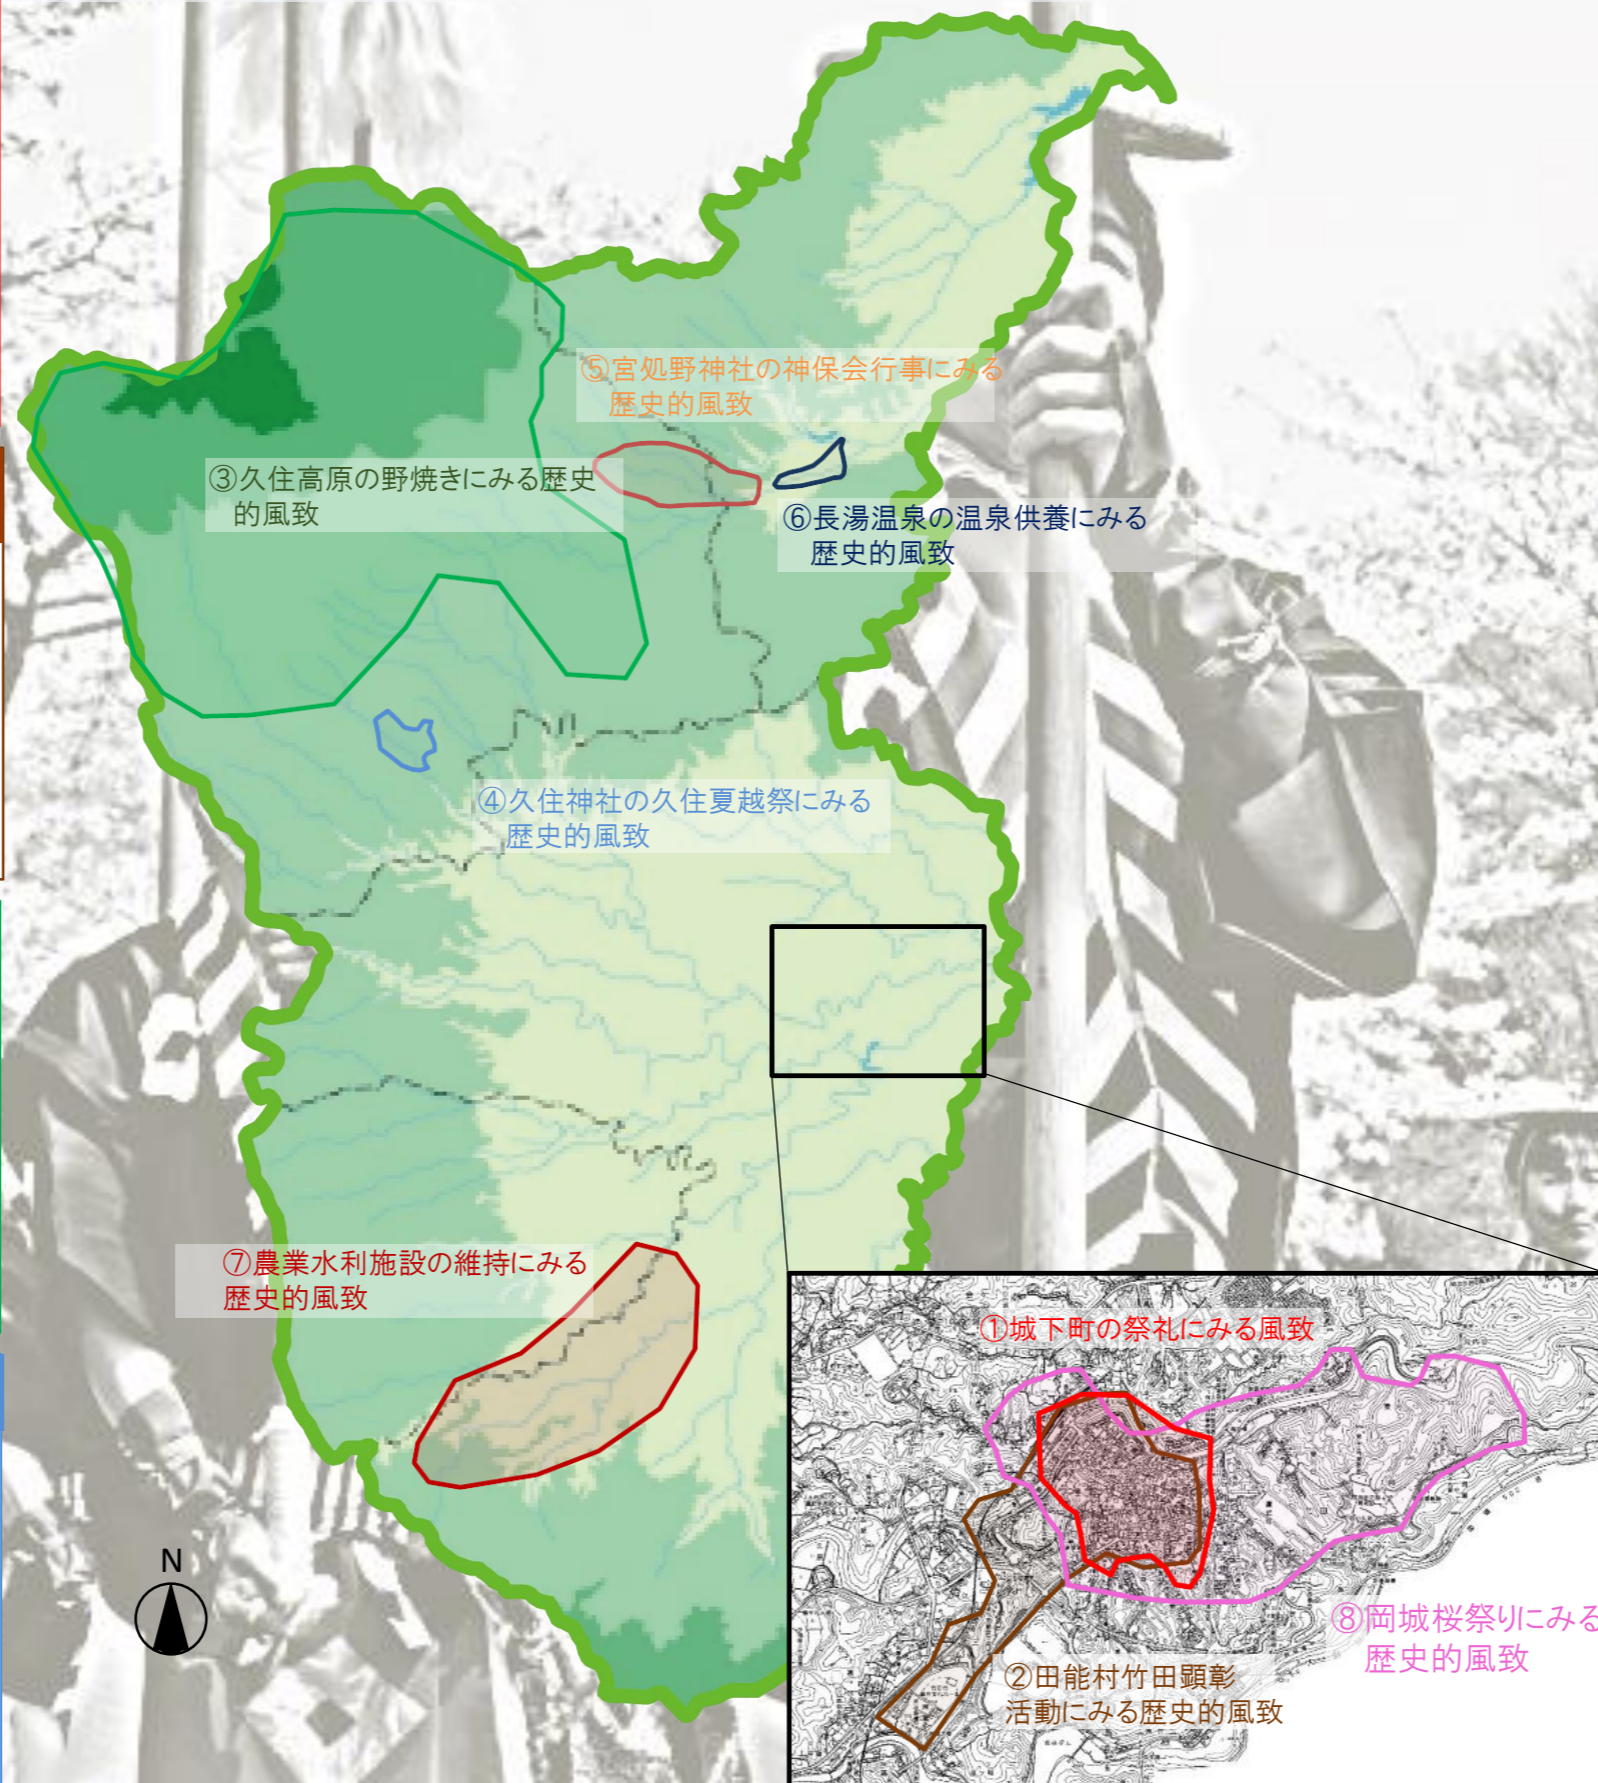 ⑤宮処野神社の神保会行事にみる
歴史的風致
③久住高原の野焼きにみる歴史
的風致
⑥長湯温泉の温泉供養にみる
歴史的風致
④久住神社の久住夏越祭にみる
歴史的風致
⑦農業水利施設の維持にみる
歴史的風致
①城下町の祭礼にみる風致
⑧岡城桜祭りにみる
歴史的風致
②田能村竹田顕彰
活動にみる歴史的風致
N